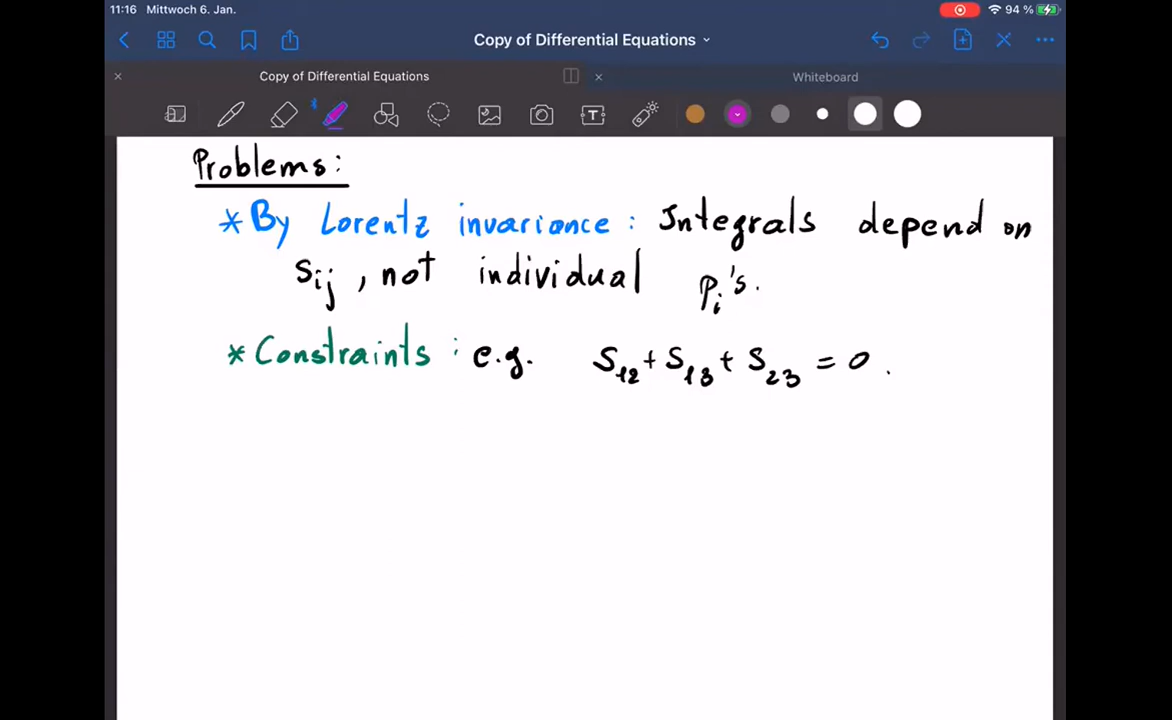 11:16 Mittwoch 6. Jan. 94 %
Copy of Differential Equations
Copy of Differential Equations Whiteboard
T
Problems:
* By Lorentz invariance: Integrals depend on
Sij, not individual pi's.
* Constraints: e.g. S12 + S13 + S23 = 0.